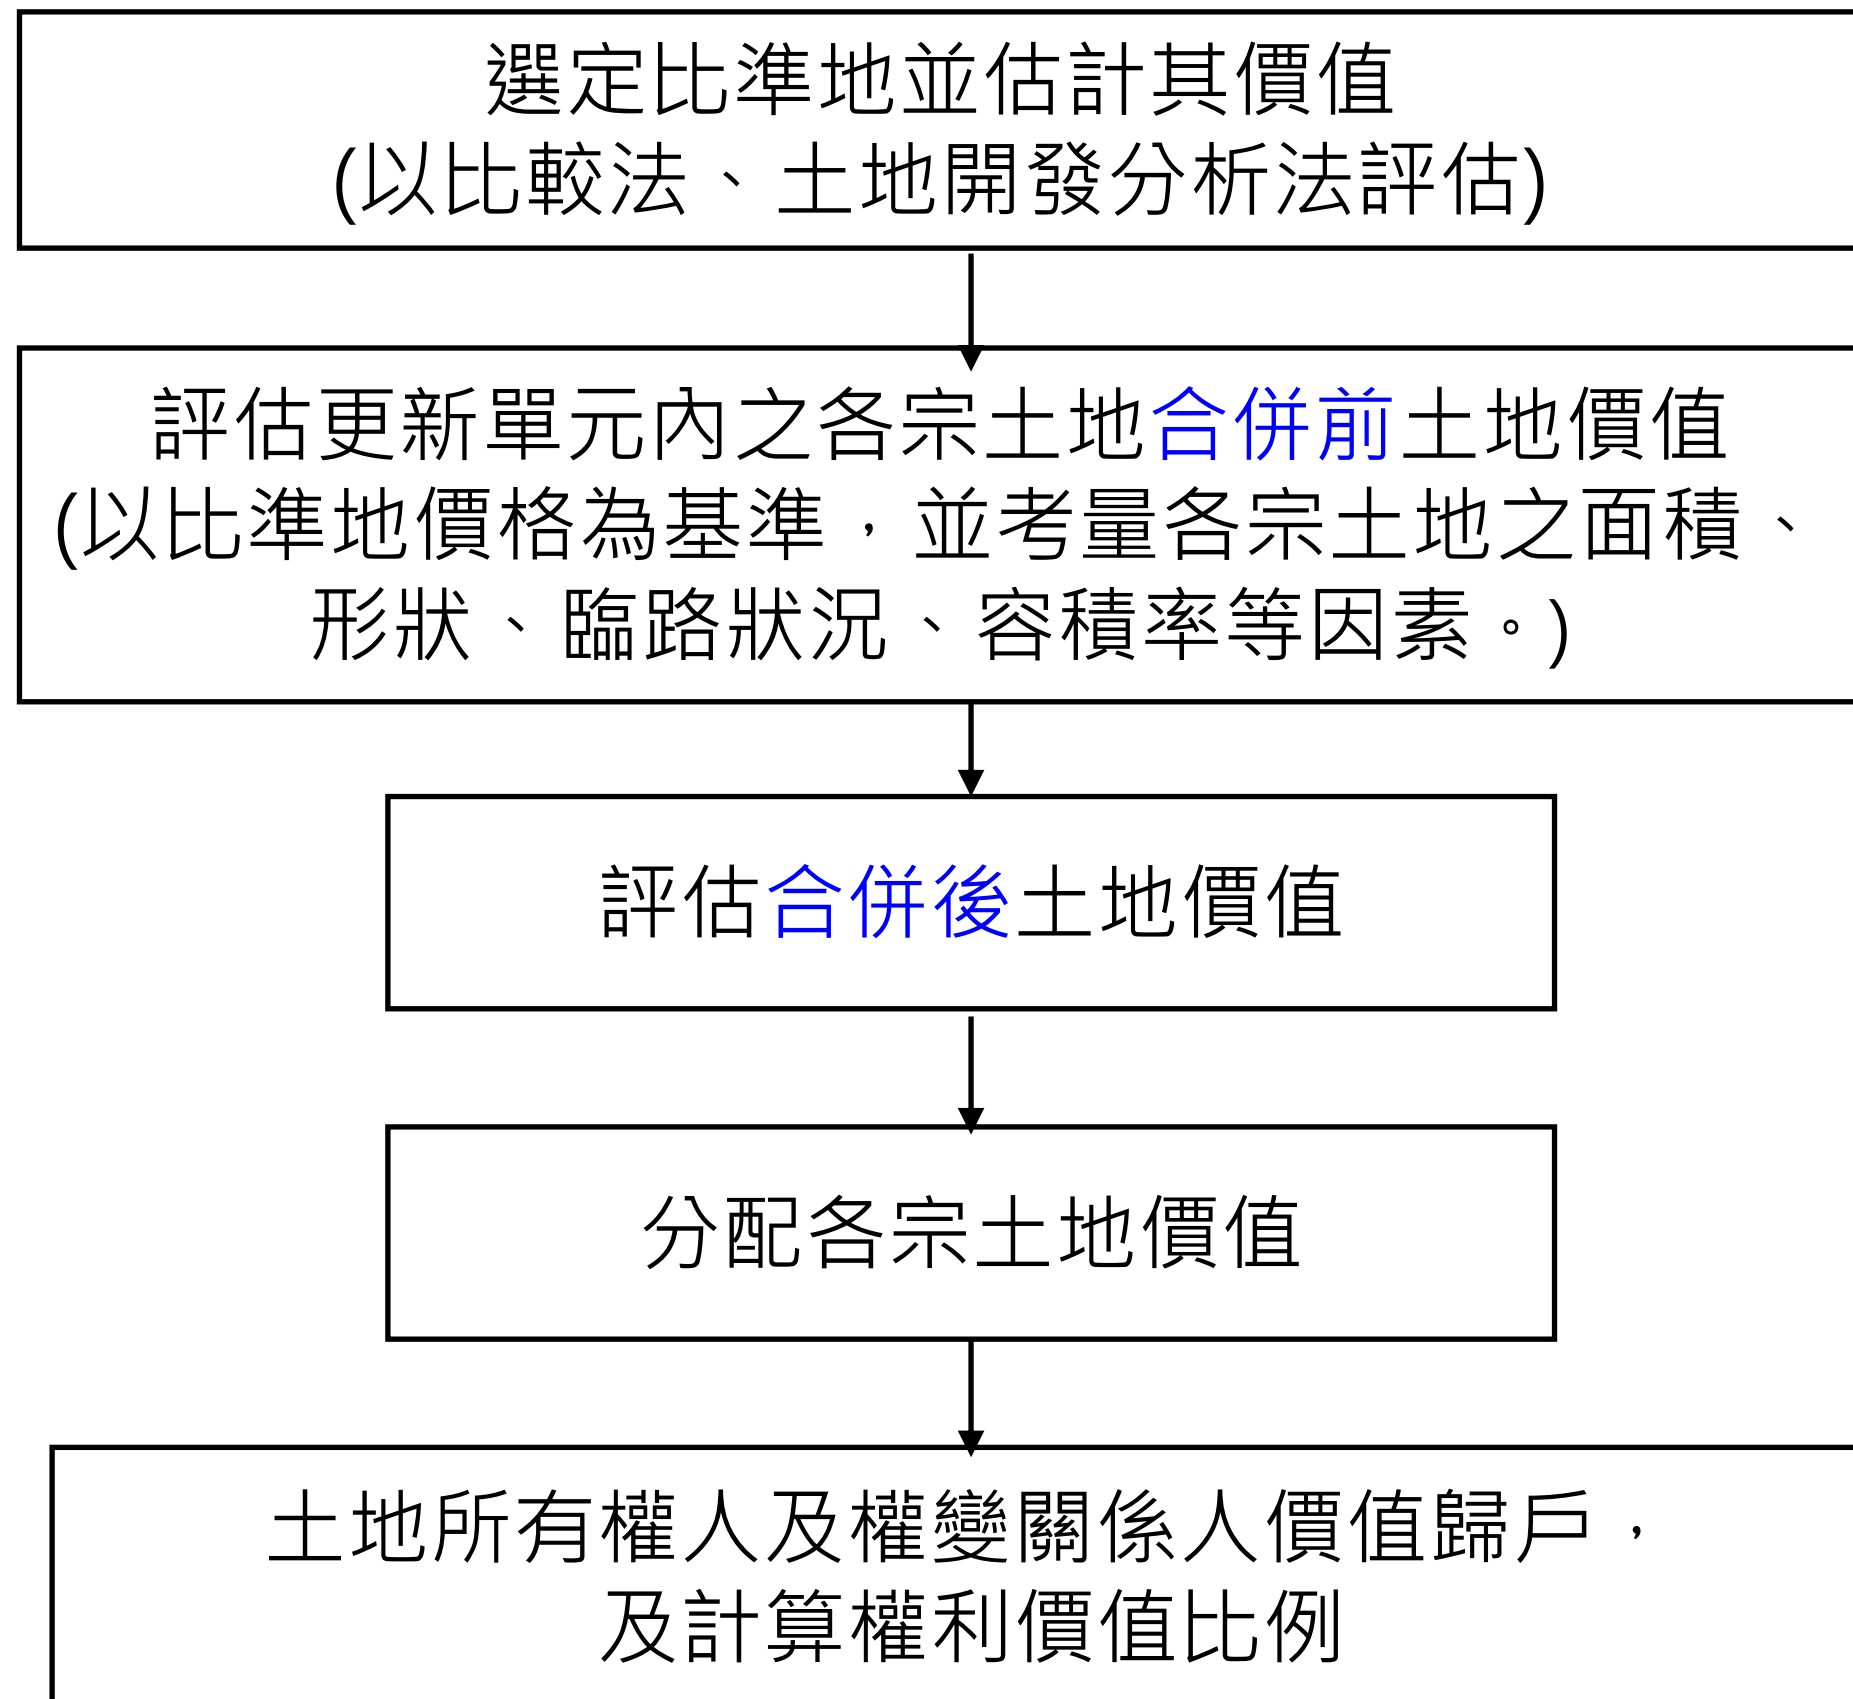 選定比準地並估計其價值
(以比較法、土地開發分析法評估)
評估更新單元內之各宗土地合併前土地價值
(以比準地價格為基準，並考量各宗土地之面積、
形狀、臨路狀況、容積率等因素。)
評估合併後土地價值
分配各宗土地價值
土地所有權人及權變關係人價值歸戶，
及計算權利價值比例